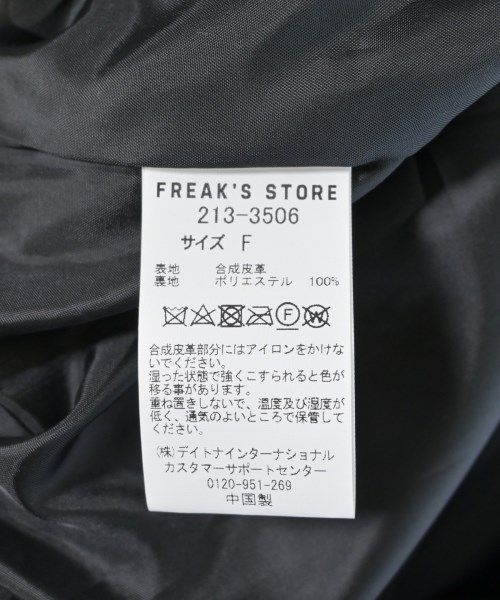 FREAK'S STORE
213-3506
サイズ F
表地 合成皮革
裏地 ポリエステル 100%
F W
合成皮革部分にはアイロンをかけな
いでください。
湿った状態で強くこすられると色が
移る事があります。
重ね置きしないで、温度及び湿度が
低く、通気のよいところで保管して
ください。
(株)デイトナインターナショナル
カスタマーサポートセンター
0120-951-269
中国製